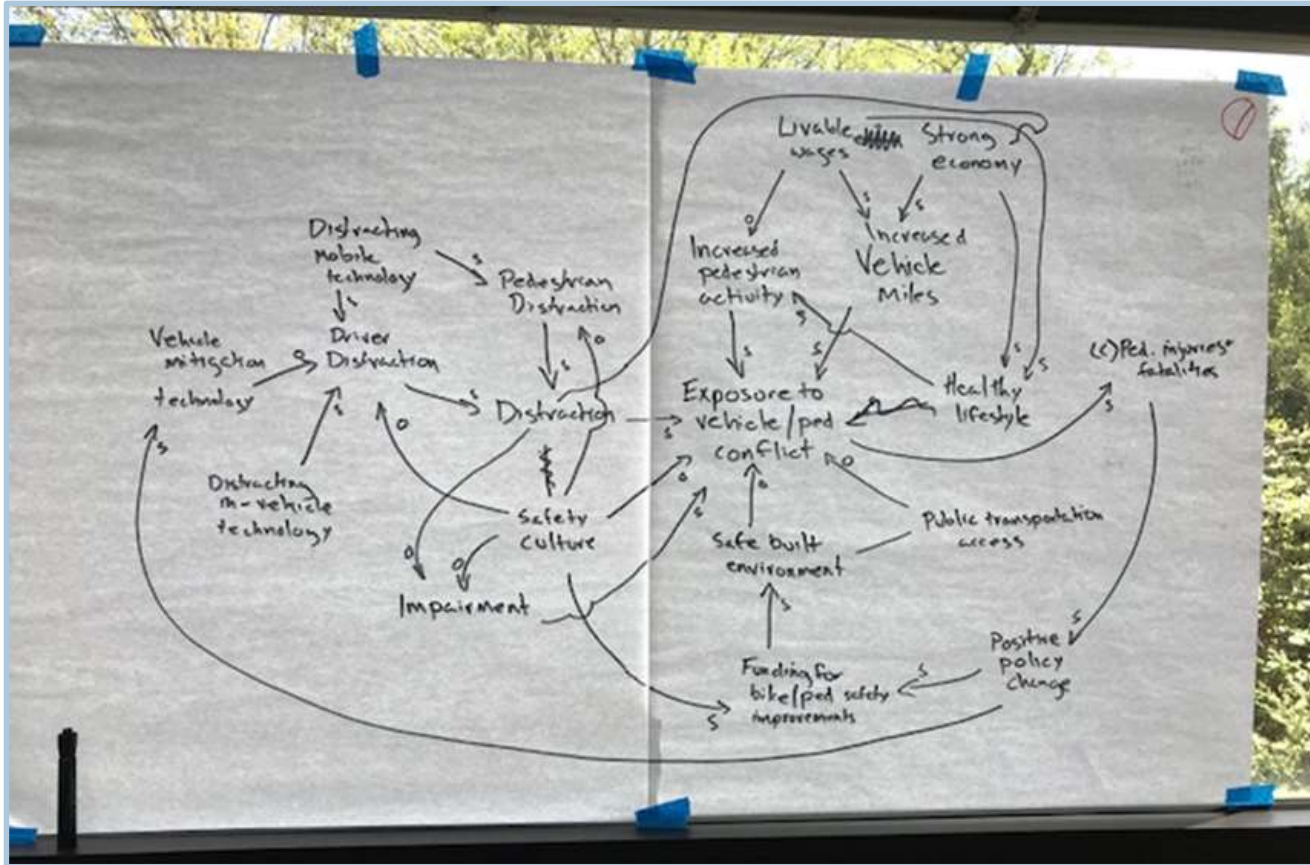 Livable
wages
Strong
economy
Distracting
Mobile
technology
S
Pedestrian
Distraction
S
O
Increased
pedestrian
activity
S
S
Increased
Vehicle
Miles
Vehicle
mitigation
technology
S
Driver
Distraction
O
S
S
S
S
S
(c) Ped. injuries +
fatalities
S
S
O
S
Distraction
S
Exposure to
vehicle/ped
conflict
Healthy
lifestyle
S
S
O
Distracting
in-vehicle
technology
O
O
Safety
culture
O
S
O
Safe built
environment
Public transportation
access
O
Impairment
S
S
Positive
policy
change
Funding for
bike/ped safety
improvements
S
S